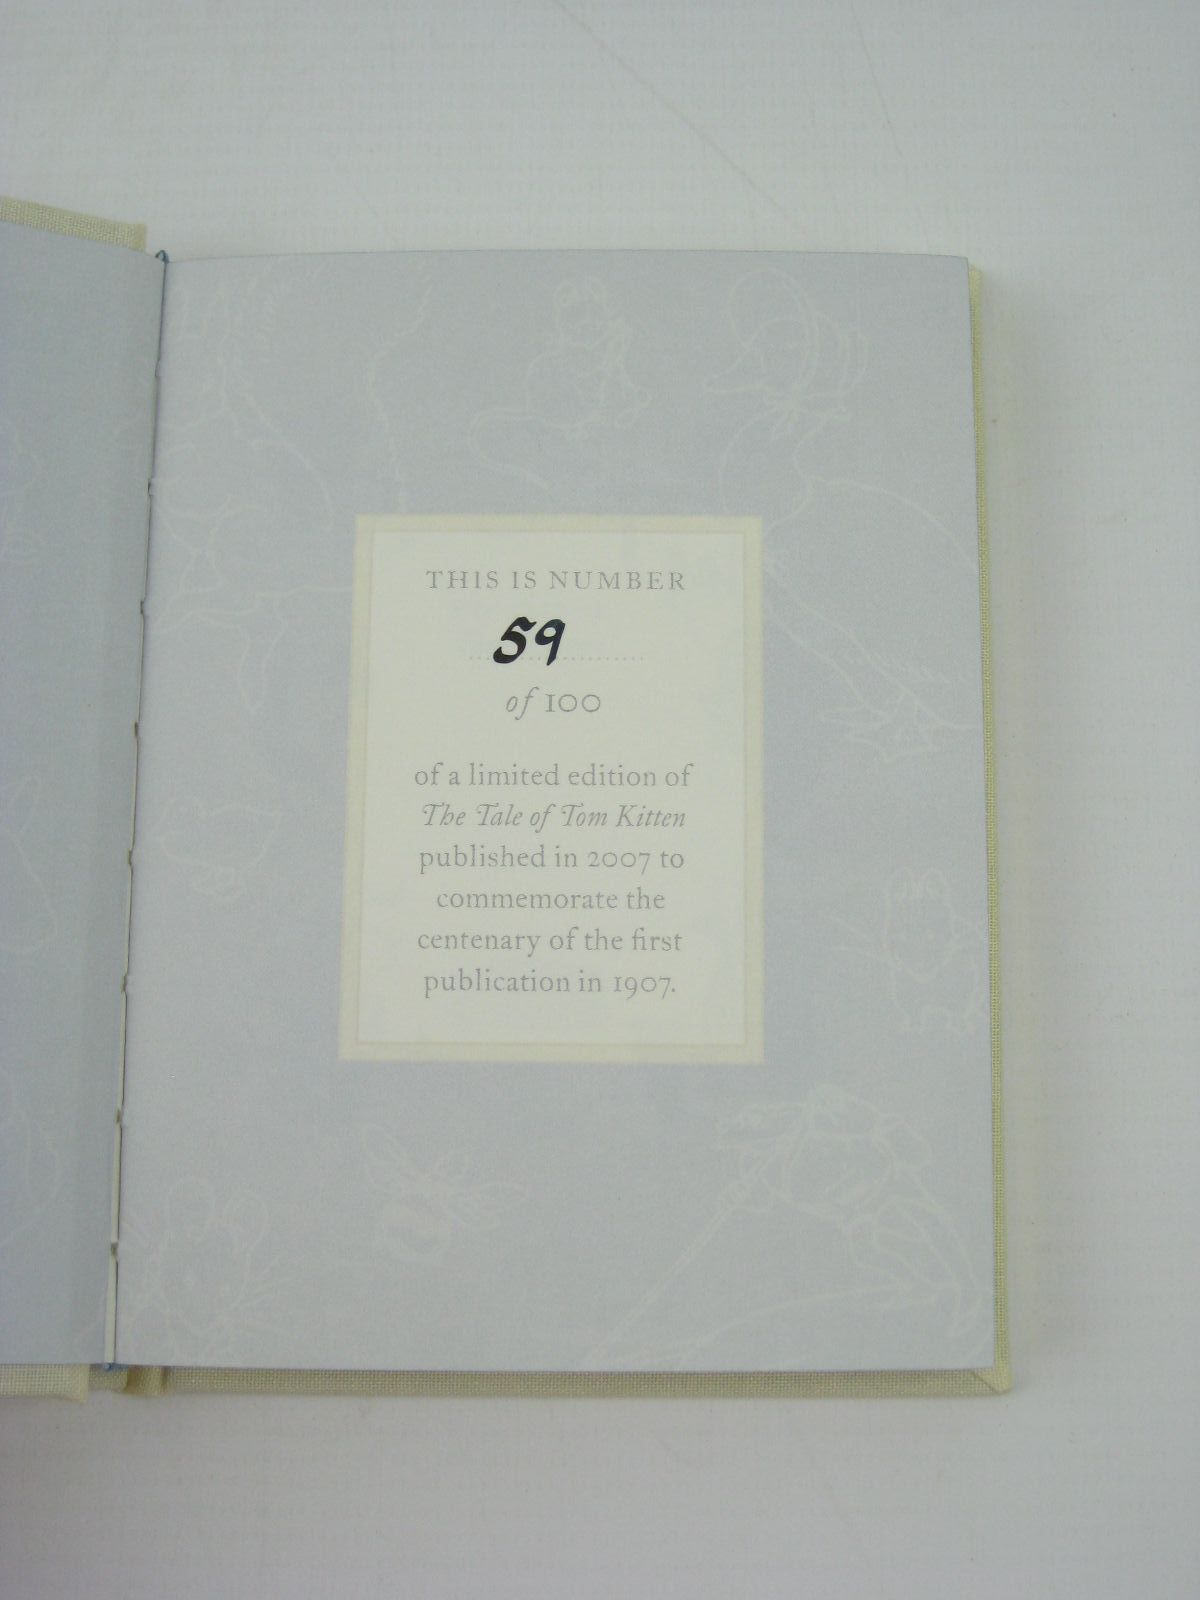 THIS IS NUMBER
59
of 100
of a limited edition of
The Tale of Tom Kitten
published in 2007 to
commemorate the
centenary of the first
publication in 1907.